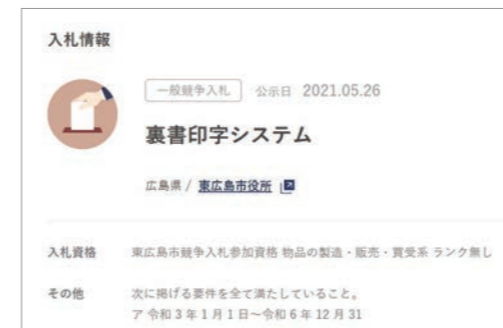 入札情報
一般競争入札 公示日 2021.05.26
裏書印字システム
広島県 / 東広島市役所
入札資格 東広島市競争入札参加資格 物品の製造・販売・買受系 ランク無し
その他 次に掲げる要件を全て満たしていること。
ア 令和3年1月1日～令和6年12月31